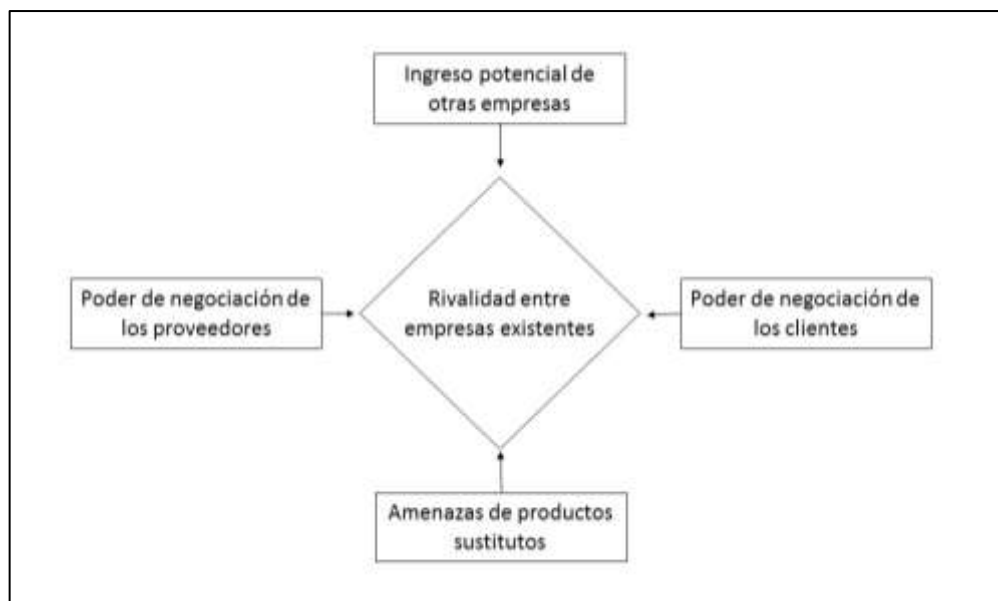 Ingreso potencial de
otras empresas
Poder de negociación de
los proveedores
Rivalidad entre
empresas existentes
Poder de negociación de
los clientes
Amenazas de productos
sustitutos